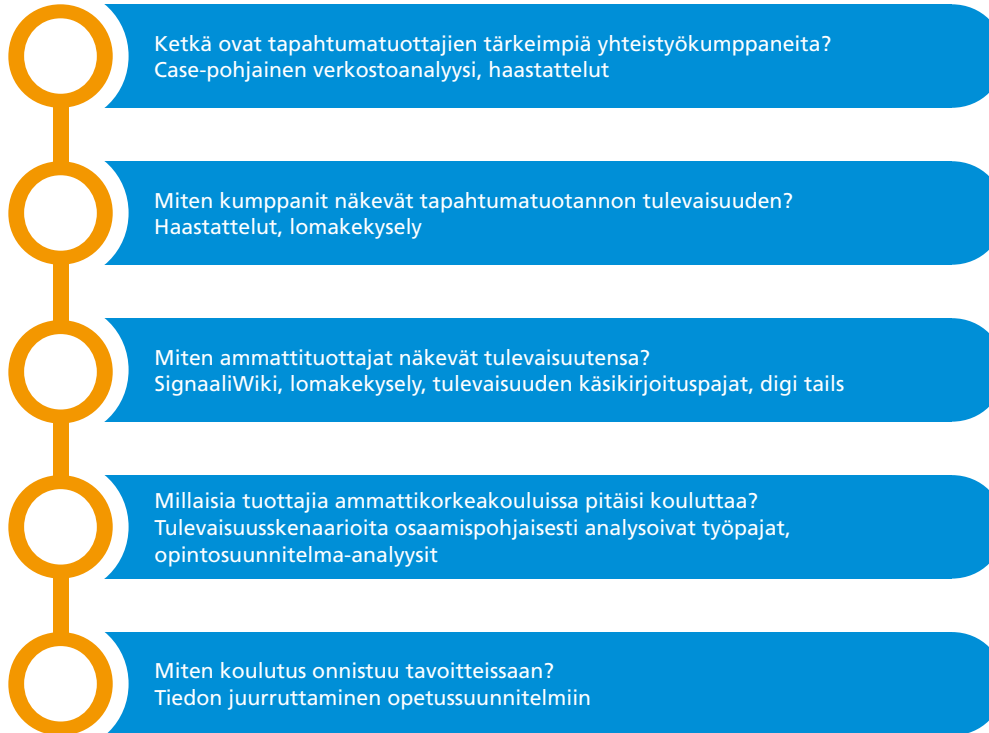 Ketkä ovat tapahtumatuottajien tärkeimpiä yhteistyökumppaneita?
Case-pohjainen verkostoanalyysi, haastattelut
Miten kumppanit näkevät tapahtumatuotannon tulevaisuuden?
Haastattelut, lomakekysely
Miten ammattituottajat näkevät tulevaisuutensa?
SignaaliWiki, lomakekysely, tulevaisuuden käsikirjoituspajat, digi tails
Millaisia tuottajia ammattikorkeakouluissa pitäisi kouluttaa?
Tulevaisuusskenaarioita osaamispohjaisesti analysoivat työpajat,
opintosuunnitelma-analyysit
Miten koulutus onnistuu tavoitteissaan?
Tiedon juurruttaminen opetussuunnitelmiin